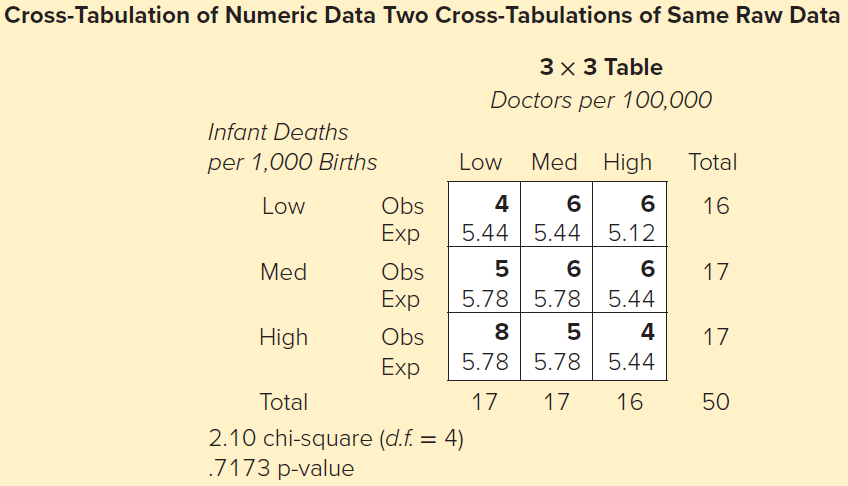 Cross-Tabulation of Numeric Data Two Cross-Tabulations of Same Raw Data
3 × 3 Table
Doctors per 100,000
Infant Deaths
per 1,000 Births Low Med High Total
Low Obs 4 6 6 16
Exp 5.44 5.44 5.12
Med Obs 5 6 6 17
Exp 5.78 5.78 5.44
High Obs 8 5 4 17
Exp 5.78 5.78 5.44
Total 17 17 16 50
2.10 chi-square (d.f. = 4)
.7173 p-value